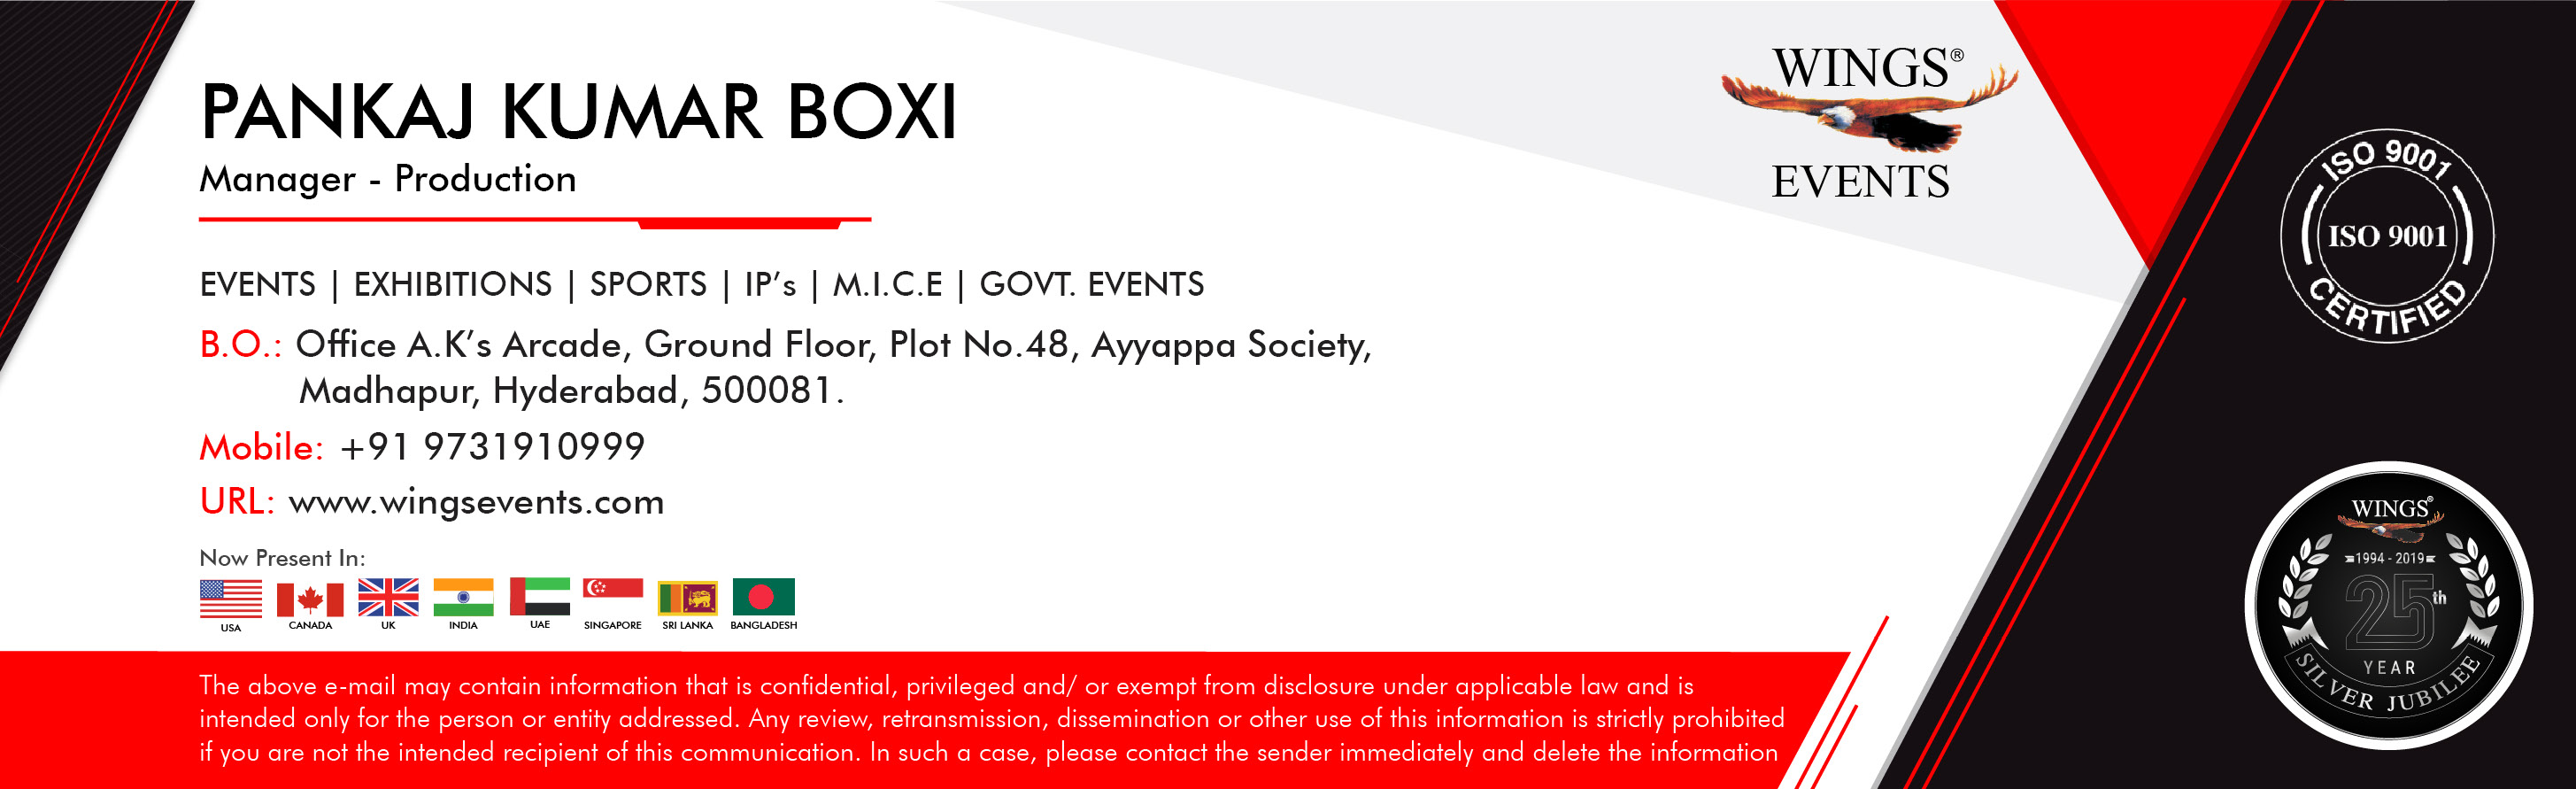 PANKAJ KUMAR BOXI
Manager - Production
EVENTS | EXHIBITIONS | SPORTS | IP’s | M.I.C.E | GOVT. EVENTS
B.O.: Office A.K’s Arcade, Ground Floor, Plot No.48, Ayyappa Society,
Madhapur, Hyderabad, 500081.
Mobile: +91 9731910999
URL: www.wingsevents.com
Now Present In:
USA CANADA UK INDIA UAE SINGAPORE SRI LANKA BANGLADESH
The above e-mail may contain information that is confidential, privileged and/ or exempt from disclosure under applicable law and is
intended only for the person or entity addressed. Any review, retransmission, dissemination or other use of this information is strictly prohibited
if you are not the intended recipient of this communication. In such a case, please contact the sender immediately and delete the information
WINGS®
EVENTS
ISO 9001
ISO 9001
CERTIFIED
WINGS®
1994 - 2019
25th
YEAR
SILVER JUBILEE